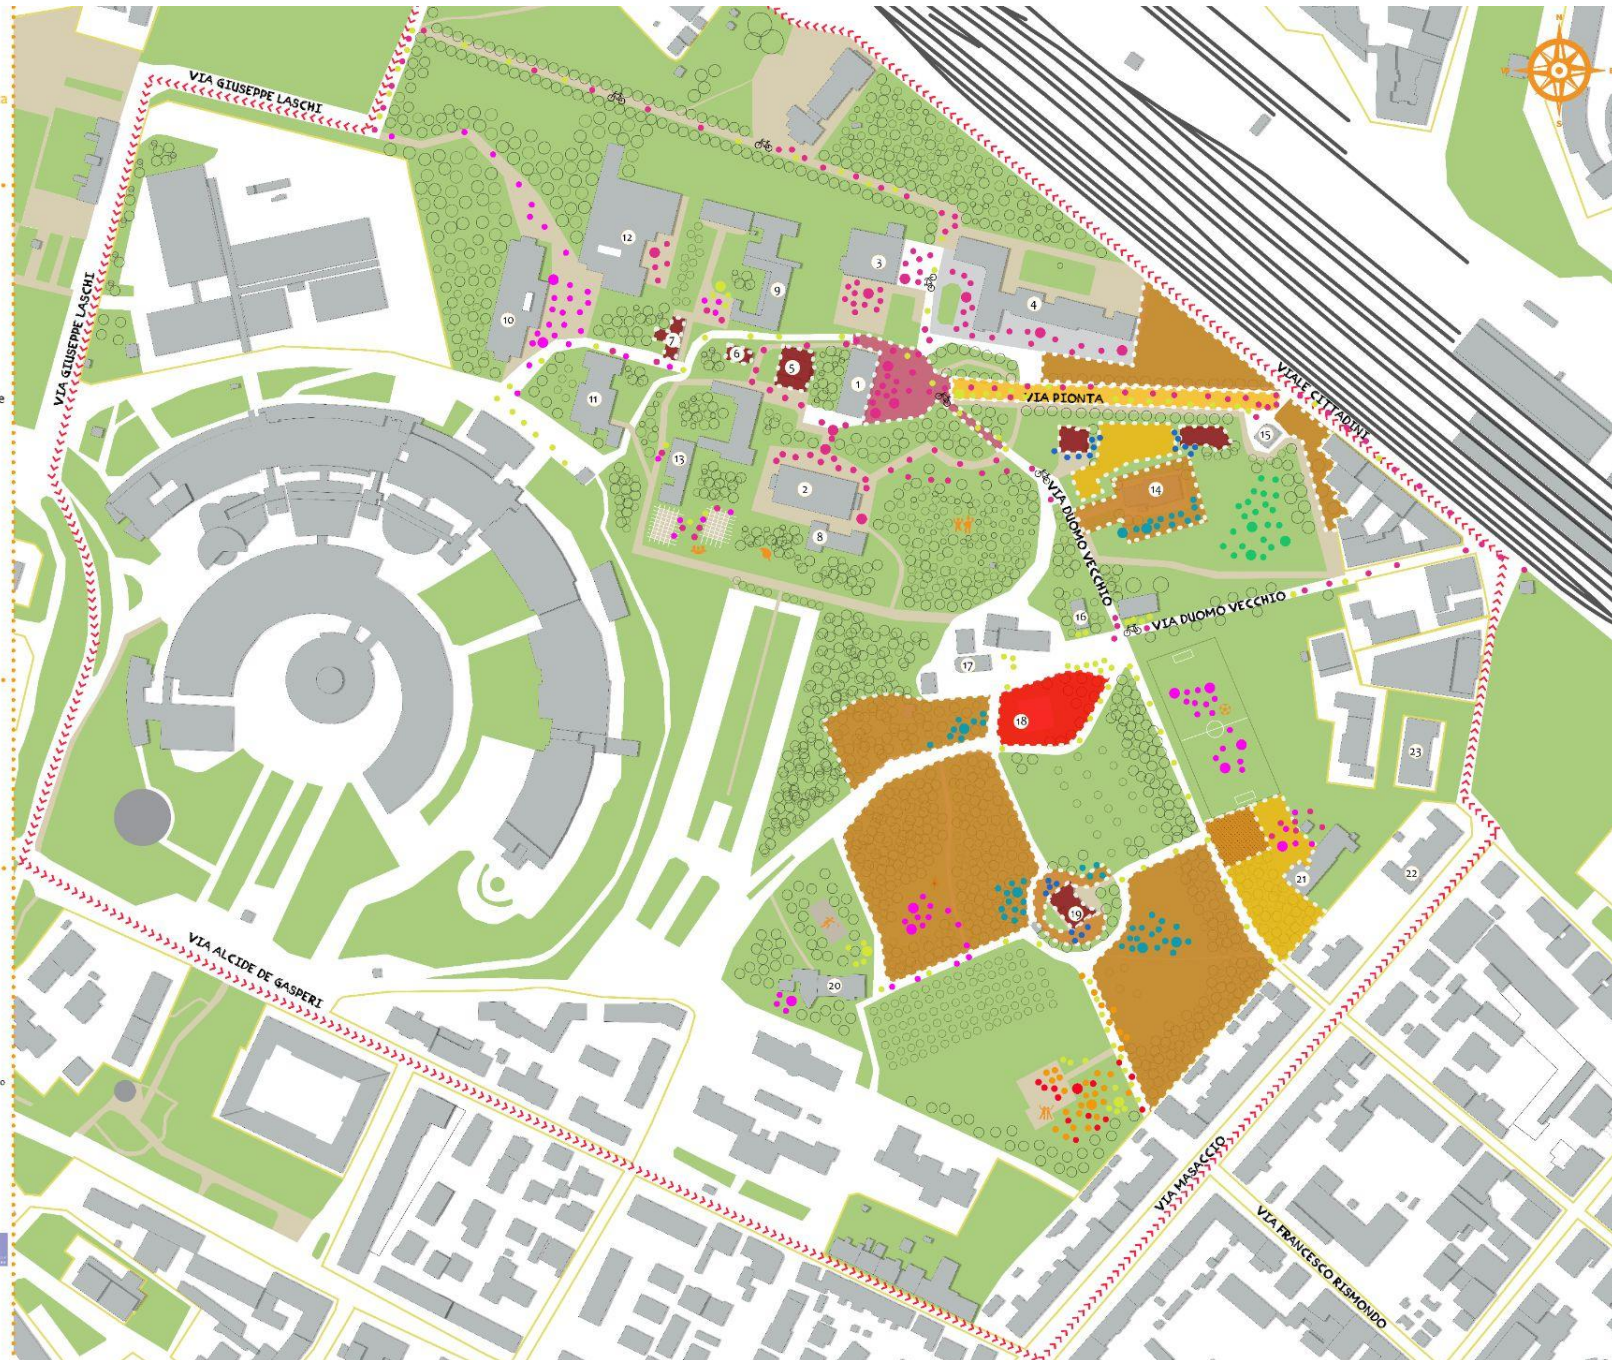 N
VIA GIUSEPPE LASCHI
12
3
9
4
10
7
6
5
1
11
VIA PIONTA
VIALE CITTADINI
VIA GIUSEPPE LASCHI
15
13
2
14
8
VIA DUOMO VECCHIO
16
VIA DUOMO VECCHIO
17
18
23
21
22
19
VIA ALCIDE DE GASPERI
20
VIA MASACCIO
VIA FRANCESCO RISMONDO
S
a
e
o